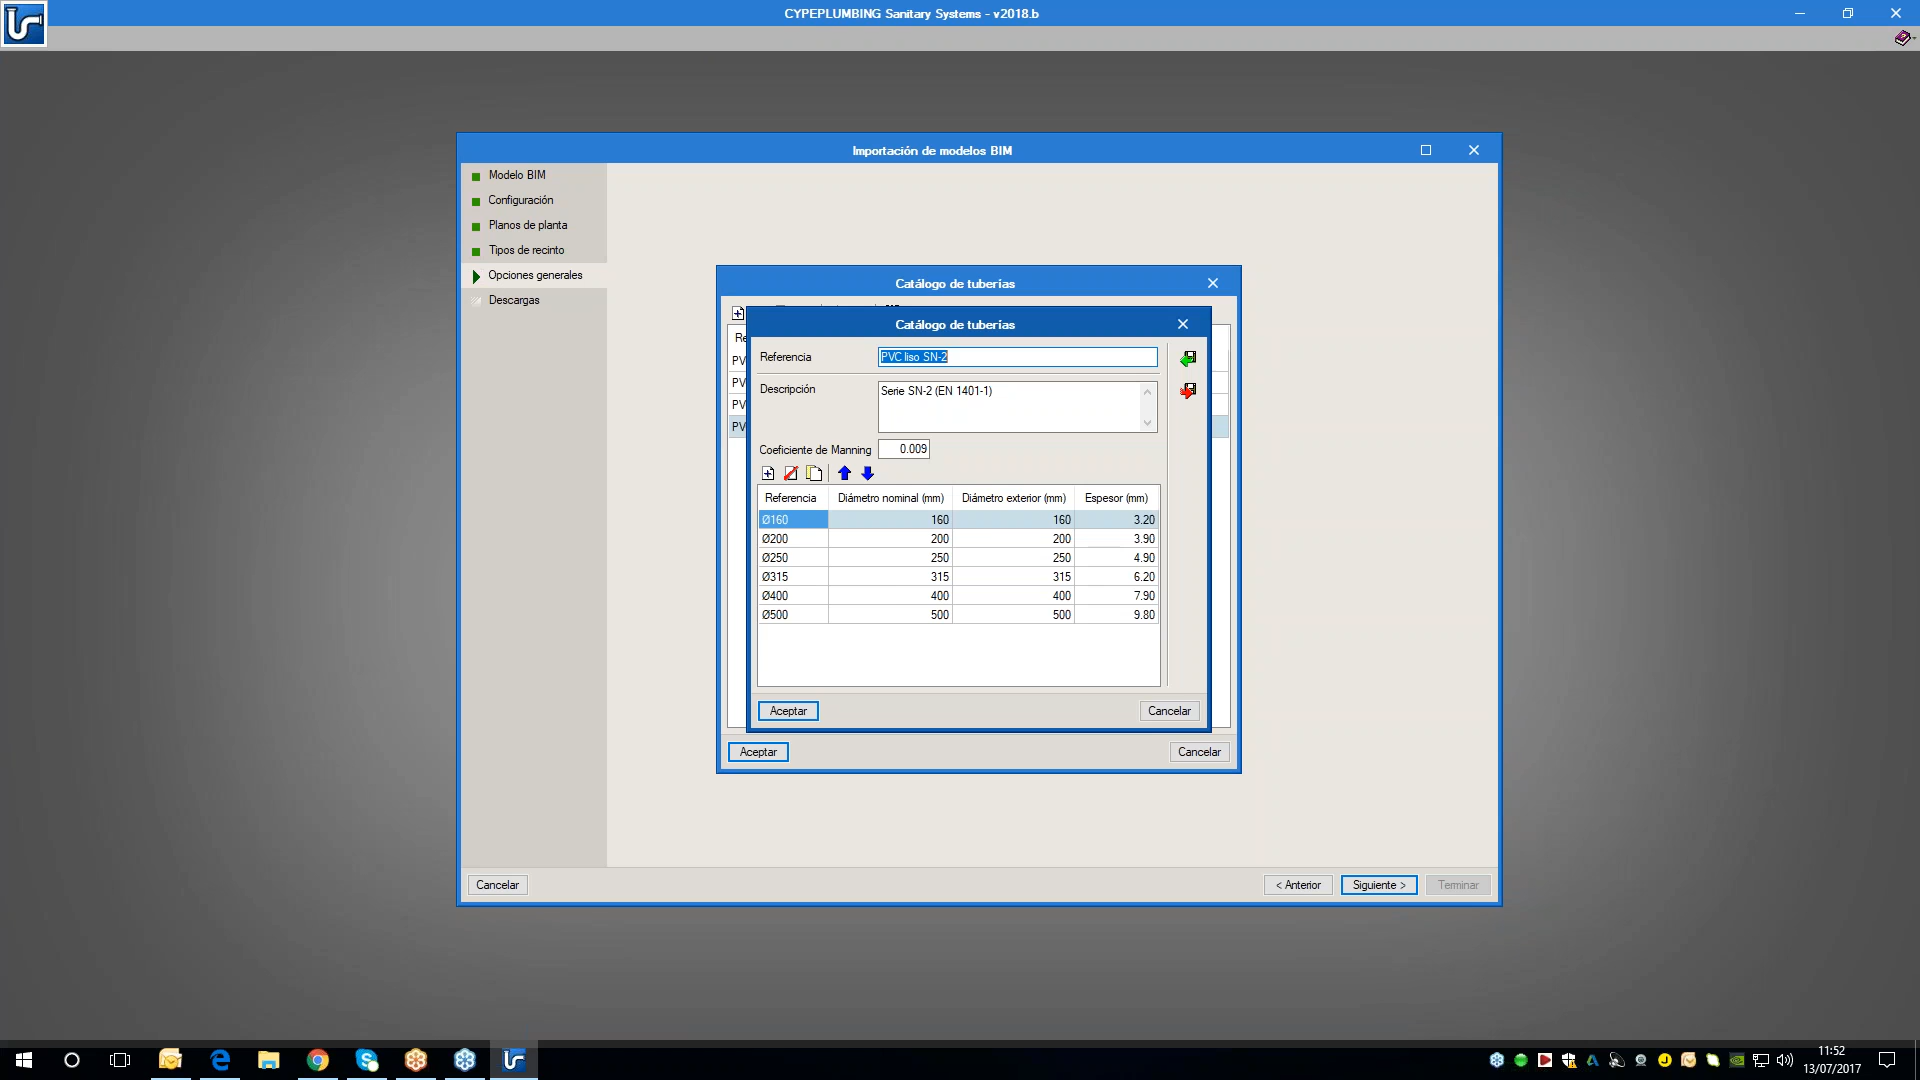 CYPEPLUMBING Sanitary Systems - v2018.b
Importación de modelos BIM
Modelo BIM
Configuración
Planos de planta
Tipos de recinto
Opciones generales
Descargas
Catálogo de tuberías
Re
PV
PV
PV
PV
Catálogo de tuberías
Referencia PVC liso SN-2
Descripción Serie SN-2 (EN 1401-1)
Coeficiente de Manning 0.009
Referencia Diámetro nominal (mm) Diámetro exterior (mm) Espesor (mm)
Ø160 160 160 3.20
Ø200 200 200 3.90
Ø250 250 250 4.90
Ø315 315 315 6.20
Ø400 400 400 7.90
Ø500 500 500 9.80
Aceptar Cancelar
Aceptar Cancelar
Cancelar < Anterior Siguiente > Terminar
11:52
13/07/2017